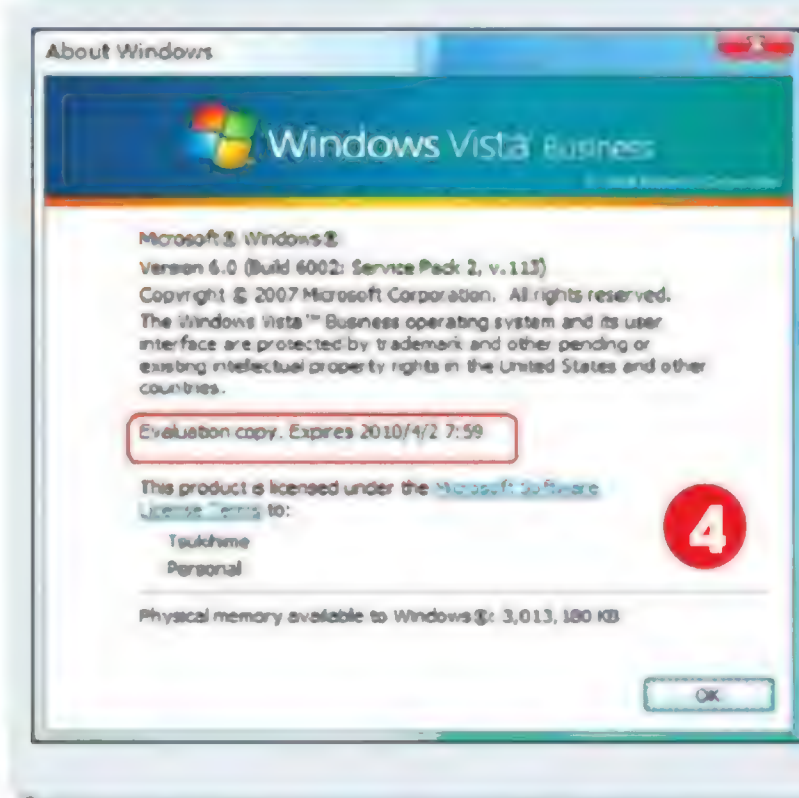 About Windows
Windows Vista Business
Microsoft ® Windows ®
Version 6.0 (Build 6002: Service Pack 2, v.113)
Copyright © 2007 Microsoft Corporation. All rights reserved.
The Windows Vista™ Business operating system and its user
interface are protected by trademark and other pending or
existing intellectual property rights in the United States and other
countries.
Evaluation copy. Expires 2010/4/2 7:59
This product is licensed under the Microsoft Software
License Terms to:
Tsukihime
Personal
4
Physical memory available to Windows ®: 3,013,180 KB
OK